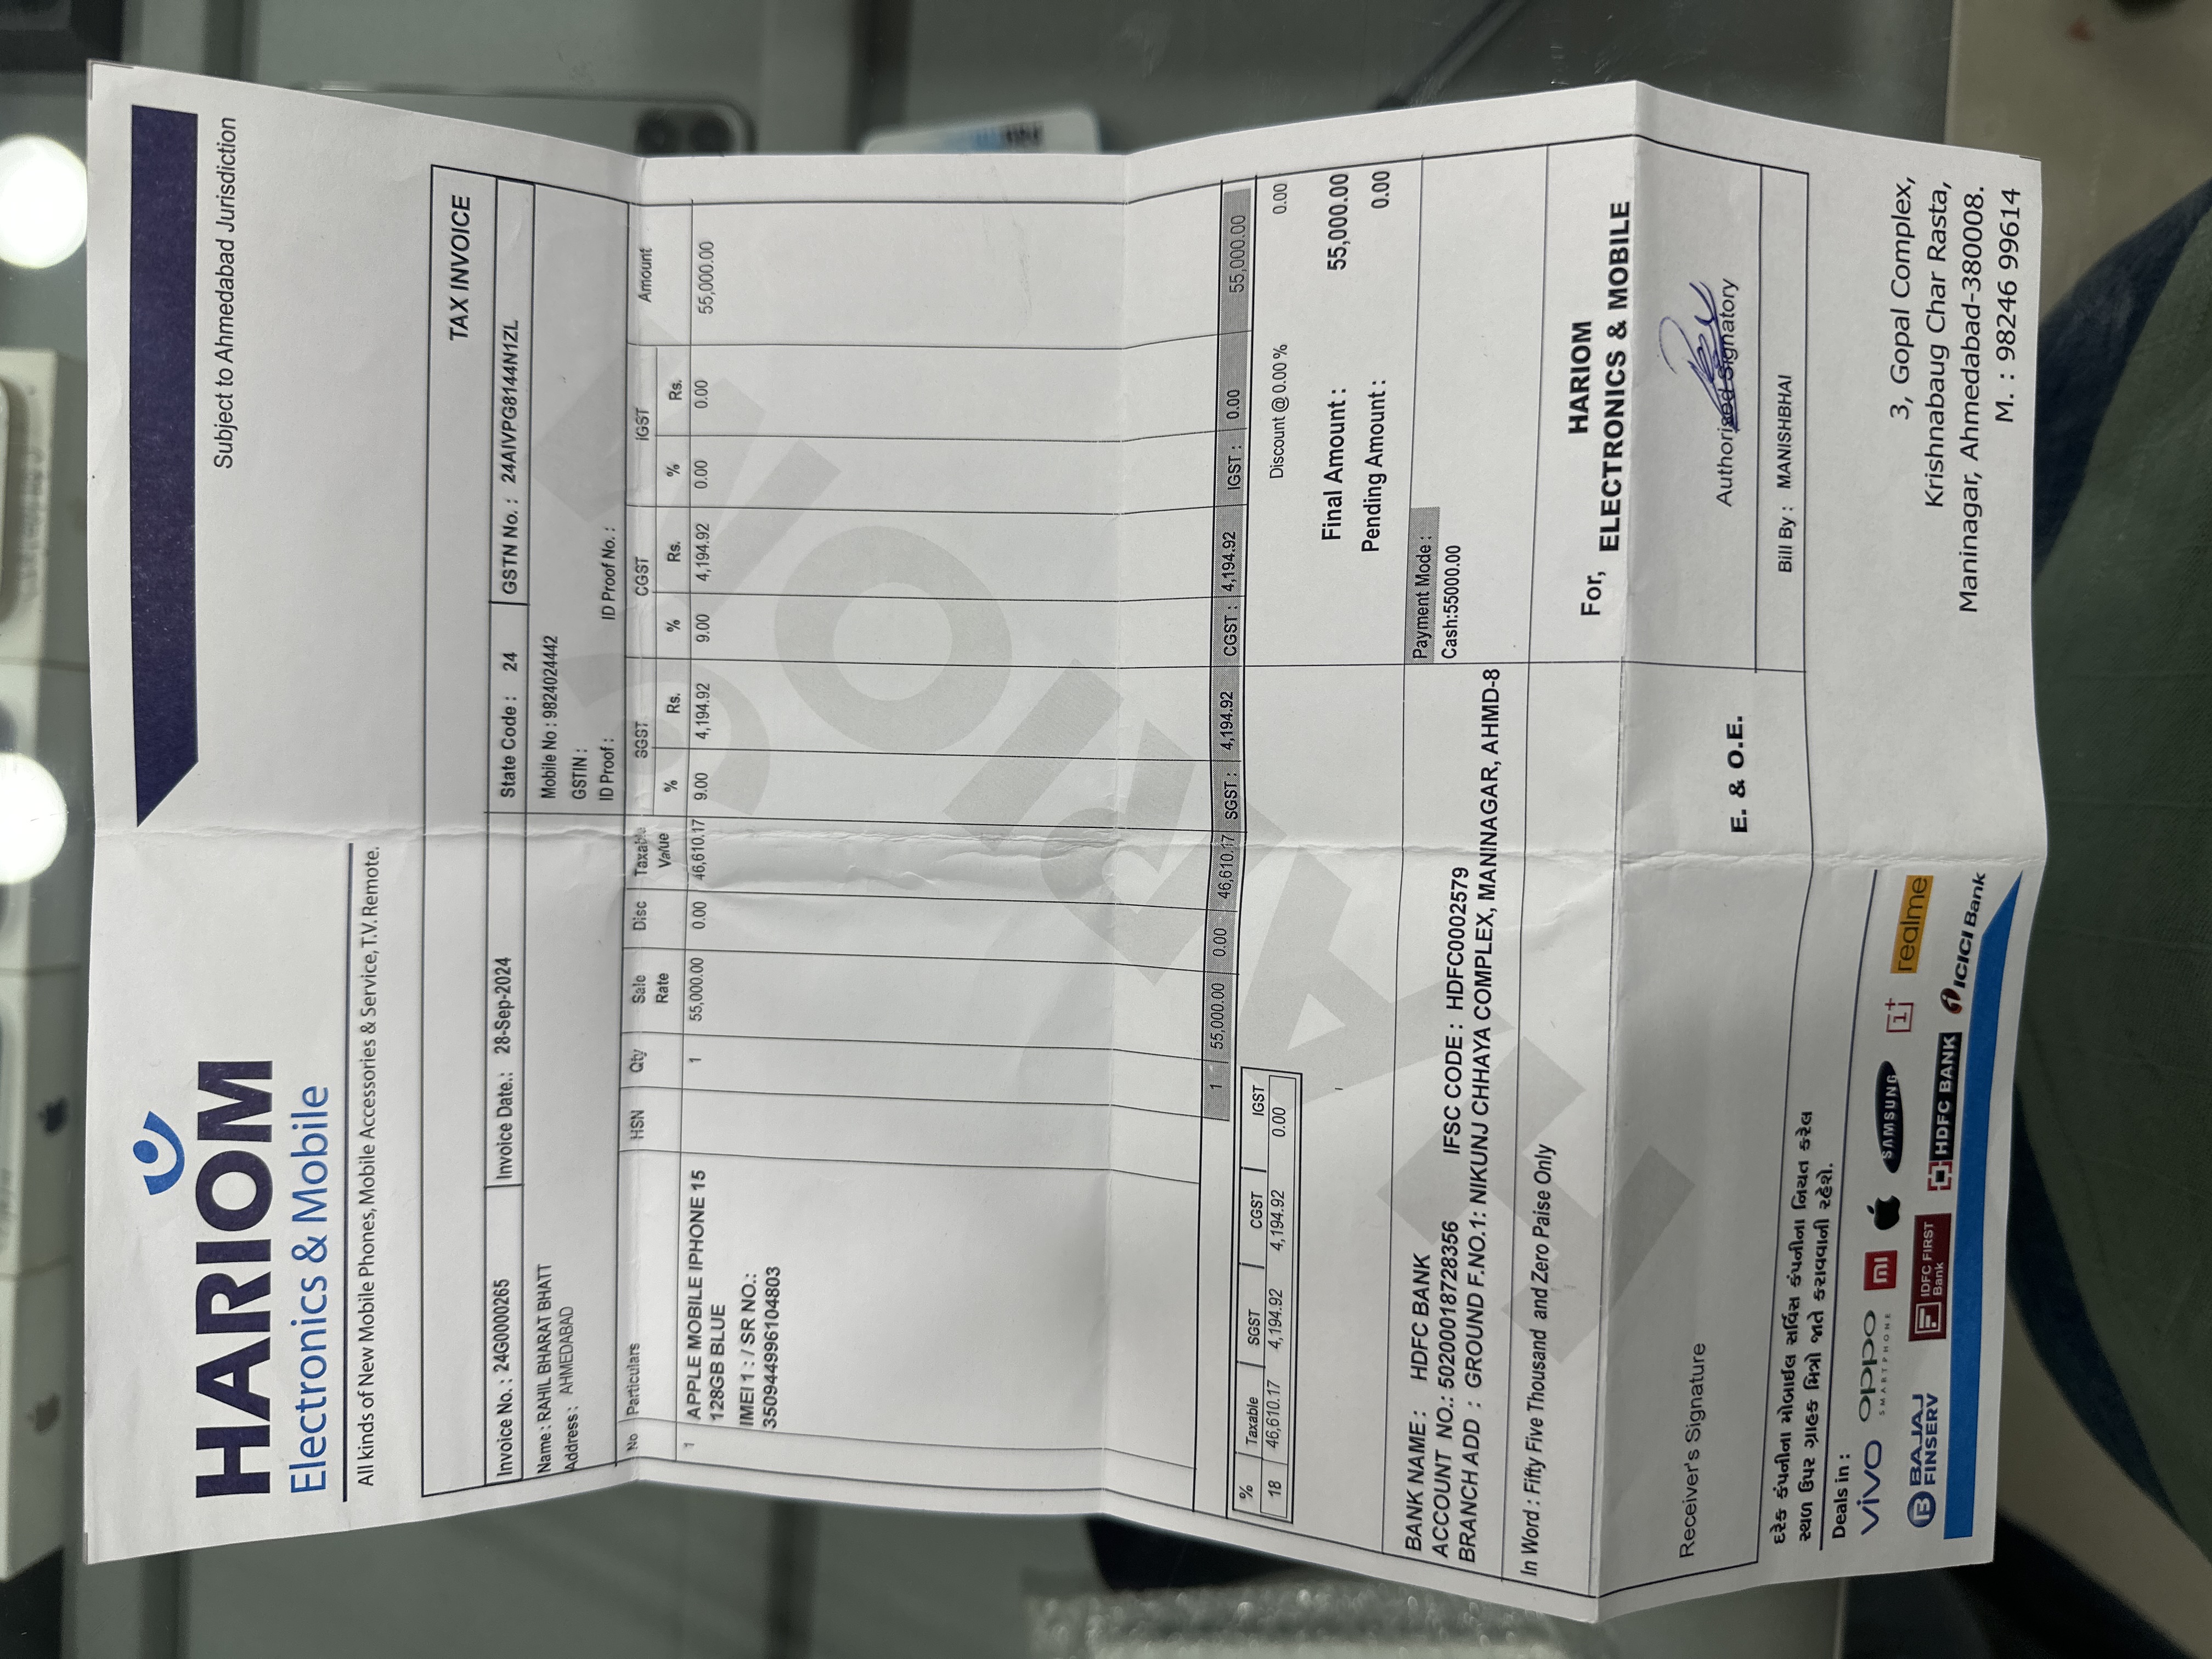 HARIOM
Electronics & Mobile
All kinds of New Mobile Phones, Mobile Accessories & Service, T.V. Remote.
Subject to Ahmedabad Jurisdiction
TAX INVOICE
Invoice No. : 24G0000265 Invoice Date.: 28-Sep-2024 State Code : 24 GSTN No. : 24AIVPG8144N1ZL
Name : RAHIL BHARAT BHATT
Address : AHMEDABAD
Mobile No : 9824024442
GSTIN :
ID Proof : ID Proof No. :
No Particulars HSN Qty Sale Rate Disc Taxable Value SGST CGST IGST Amount
% Rs. % Rs. % Rs.
1 APPLE MOBILE IPHONE 15 1 55,000.00 0.00 46,610.17 9.00 4,194.92 9.00 4,194.92 0.00 0.00 55,000.00
128GB BLUE
IMEI 1 : / SR NO.:
350944996104803
1 55,000.00 0.00 46,610.17 SGST : 4,194.92 CGST : 4,194.92 IGST : 0.00 55,000.00
% Taxable SGST CGST IGST
18 46,610.17 4,194.92 4,194.92 0.00
Discount @ 0.00 % 0.00
Final Amount : 55,000.00
Pending Amount : 0.00
BANK NAME : HDFC BANK
ACCOUNT NO.: 50200018728356 IFSC CODE : HDFC0002579
BRANCH ADD : GROUND F.NO.1: NIKUNJ CHHAYA COMPLEX, MANINAGAR, AHMD-8
Payment Mode :
Cash:55000.00
In Word : Fifty Five Thousand and Zero Paise Only
For, HARIOM
ELECTRONICS & MOBILE
Receiver's Signature
E. & O.E.
Authorised Signatory
Bill By : MANISHBHAI
દરેક કંપનીના મોબાઈલ સર્વિસ કંપનીના નિયત કરેલ
સ્થળ ઉપર ગ્રાહક મિત્રો જાતે કરાવવાની રહેશે.
Deals in :
vivo oppo SMARTPHONE MI SAMSUNG 1+ realme
B BAJAJ FINSERV IDFC FIRST Bank HDFC BANK ICICI Bank
3, Gopal Complex,
Krishnabaug Char Rasta,
Maninagar, Ahmedabad-380008.
M. : 98246 99614
HARIOM